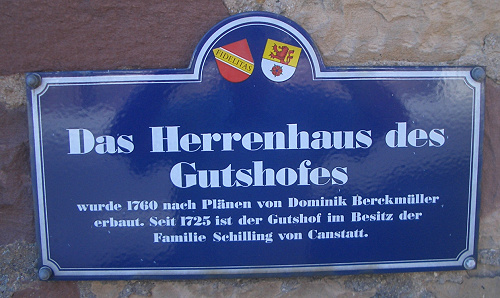 FIDELITAS
Das Herrenhaus des
Gutshofes
wurde 1760 nach Plänen von Dominik Berckmüller
erbaut. Seit 1725 ist der Gutshof im Besitz der
Familie Schilling von Canstatt.